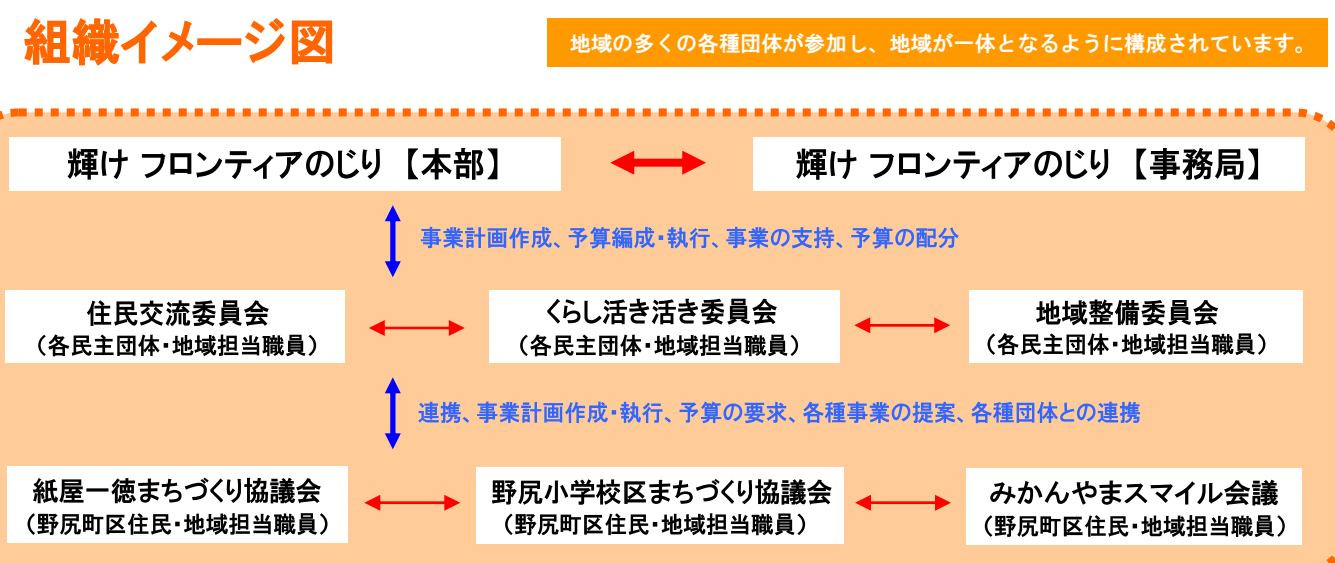 組織イメージ図
地域の多くの各種団体が参加し、地域が一体となるように構成されています。
輝け フロンティアのじり 【本部】
輝け フロンティアのじり 【事務局】
事業計画作成、予算編成・執行、事業の支持、予算の配分
住民交流委員会
（各民主団体・地域担当職員）
くらし活き活き委員会
（各民主団体・地域担当職員）
地域整備委員会
（各民主団体・地域担当職員）
連携、事業計画作成・執行、予算の要求、各種事業の提案、各種団体との連携
紙屋一徳まちづくり協議会
（野尻町区住民・地域担当職員）
野尻小学校区まちづくり協議会
（野尻町区住民・地域担当職員）
みかんやまスマイル会議
（野尻町区住民・地域担当職員）